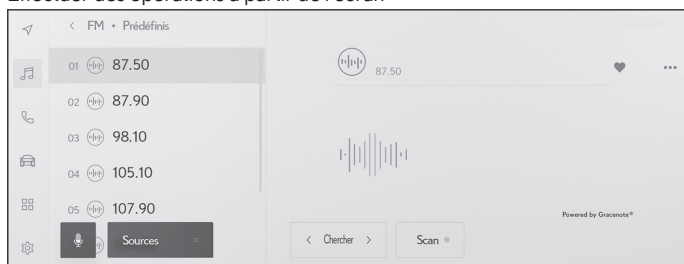 Effectuer des opérations à partir de l'écran
< FM • Prédéfinis
01 87.50
02 87.90
03 98.10
04 105.10
05 107.90
Sources
87.50
Powered by Gracenote®
< Chercher >
Scan